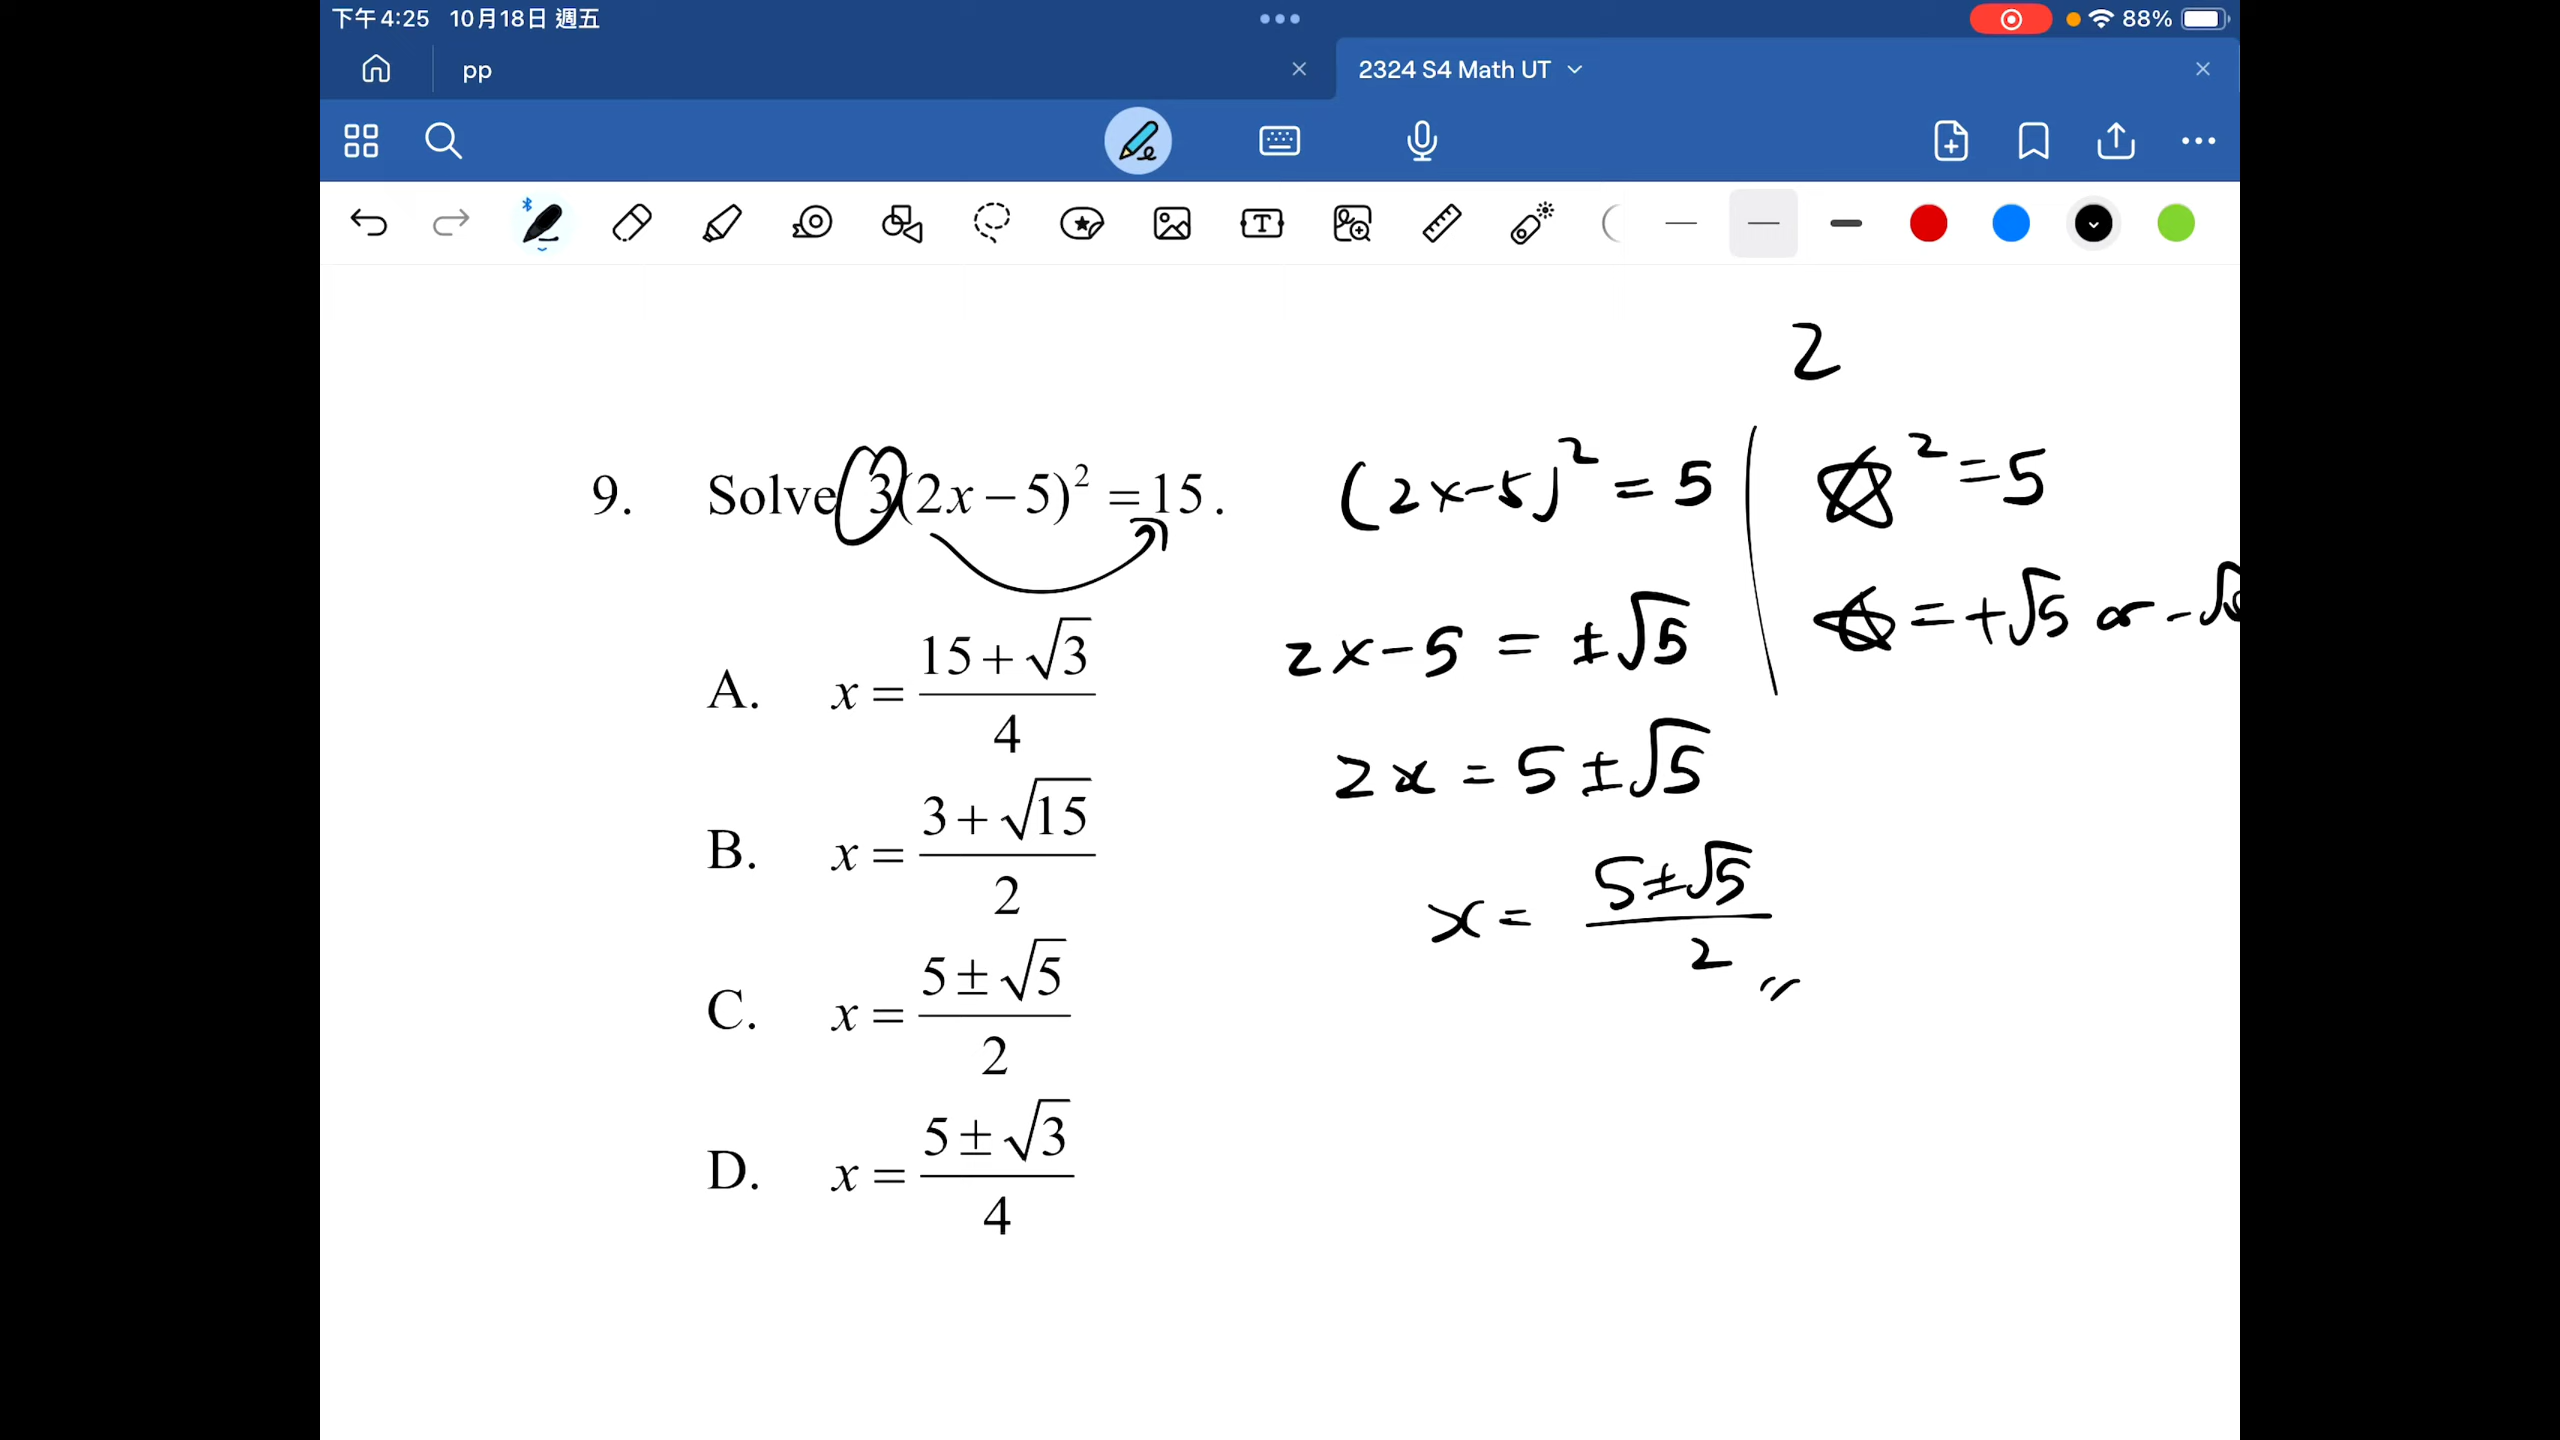 下午4:25 10月18日 週五
88%
pp
2324 S4 Math UT
2
9. Solve 3(2x − 5)² = 15.
A. x = (15 + √3)/4
B. x = (3 + √15)/2
C. x = (5 ± √5)/2
D. x = (5 ± √3)/4
(2x-5)² = 5
2x-5 = ±√5
2x = 5 ± √5
x = (5±√5)/2
☆² = 5
☆ = +√5 or -√